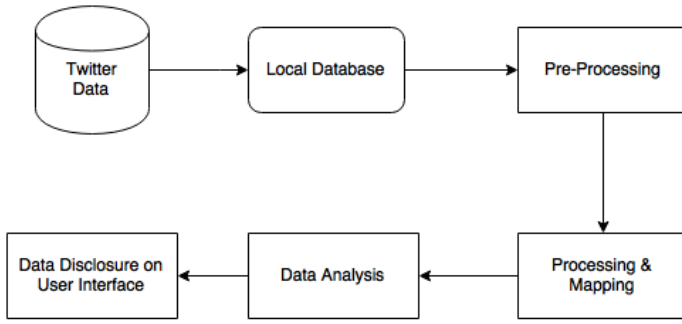 Twitter
Data
Local Database
Pre-Processing
Processing &
Mapping
Data Analysis
Data Disclosure on
User Interface